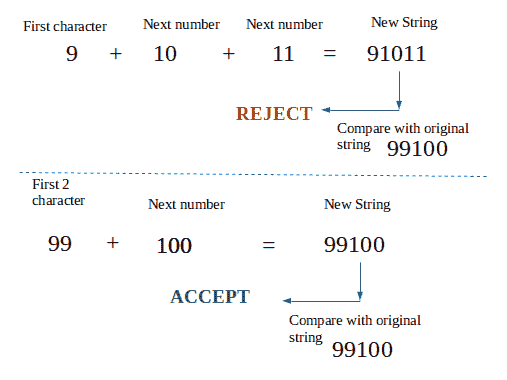 First character Next number Next number New String
9 + 10 + 11 = 91011
REJECT
Compare with original
string 99100
First 2
character
Next number New String
99 + 100 = 99100
ACCEPT
Compare with original
string 99100